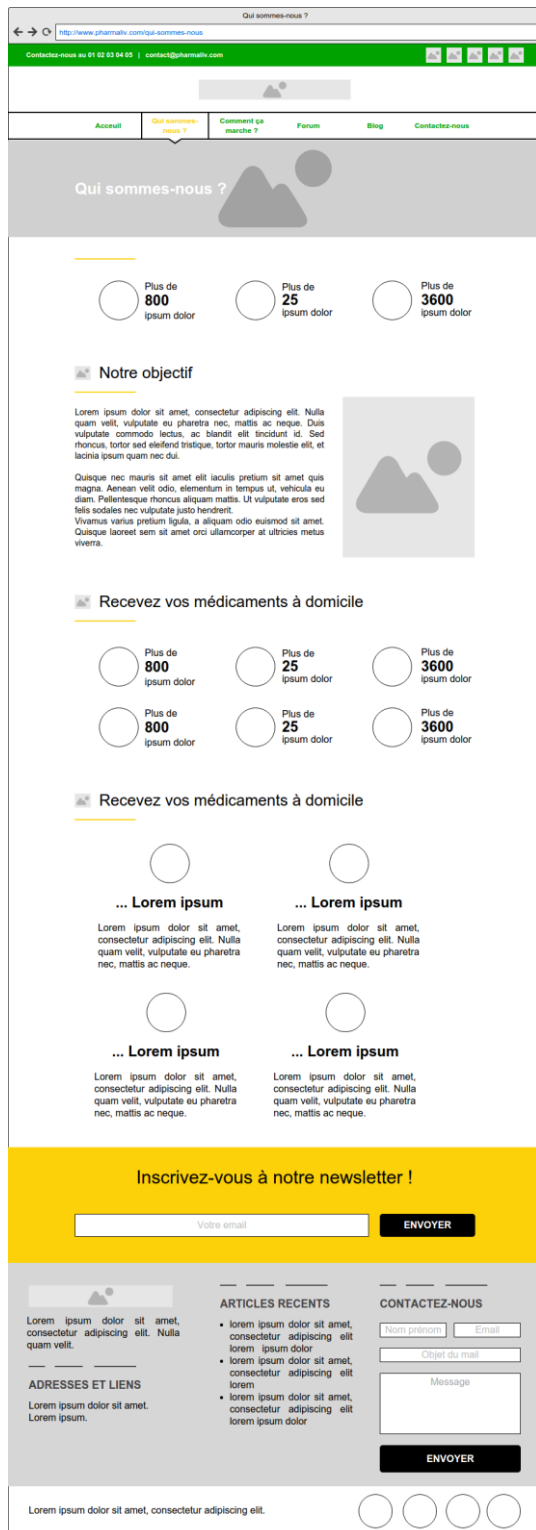 Qui sommes-nous ?
http://www.pharmaliv.com/qui-sommes-nous
Contactez-nous au 01 02 03 04 05 | contact@pharmaliv.com
Acceuil
Qui sommes-
nous ?
Comment ça
marche ?
Forum
Blog
Contactez-nous
Qui sommes-nous ?
Plus de
800
ipsum dolor
Plus de
25
ipsum dolor
Plus de
3600
ipsum dolor
Notre objectif
Lorem ipsum dolor sit amet, consectetur adipiscing elit. Nulla
quam velit, vulputate eu pharetra nec, mattis ac neque. Duis
vulputate commodo lectus, ac blandit elit tincidunt id. Sed
rhoncus, tortor sed eleifend tristique, tortor mauris molestie elit, et
lacinia ipsum quam nec dui.
Quisque nec mauris sit amet elit iaculis pretium sit amet quis
magna. Aenean velit odio, elementum in tempus ut, vehicula eu
diam. Pellentesque rhoncus aliquam mattis. Ut vulputate eros sed
felis sodales nec vulputate justo hendrerit.
Vivamus varius pretium ligula, a aliquam odio euismod sit amet.
Quisque laoreet sem sit amet orci ullamcorper at ultricies metus
viverra.
Recevez vos médicaments à domicile
Plus de
800
ipsum dolor
Plus de
25
ipsum dolor
Plus de
3600
ipsum dolor
Plus de
800
ipsum dolor
Plus de
25
ipsum dolor
Plus de
3600
ipsum dolor
Recevez vos médicaments à domicile
... Lorem ipsum
Lorem ipsum dolor sit amet,
consectetur adipiscing elit. Nulla
quam velit, vulputate eu pharetra
nec, mattis ac neque.
... Lorem ipsum
Lorem ipsum dolor sit amet,
consectetur adipiscing elit. Nulla
quam velit, vulputate eu pharetra
nec, mattis ac neque.
... Lorem ipsum
Lorem ipsum dolor sit amet,
consectetur adipiscing elit. Nulla
quam velit, vulputate eu pharetra
nec, mattis ac neque.
... Lorem ipsum
Lorem ipsum dolor sit amet,
consectetur adipiscing elit. Nulla
quam velit, vulputate eu pharetra
nec, mattis ac neque.
Inscrivez-vous à notre newsletter !
Votre email
ENVOYER
Lorem ipsum dolor sit amet,
consectetur adipiscing elit. Nulla
quam velit.
ADRESSES ET LIENS
Lorem ipsum dolor sit amet.
Lorem ipsum.
ARTICLES RECENTS
• lorem ipsum dolor sit amet,
consectetur adipiscing elit
lorem ipsum dolor
• lorem ipsum dolor sit amet,
consectetur adipiscing elit
lorem
• lorem ipsum dolor sit amet,
consectetur adipiscing elit
lorem ipsum dolor
CONTACTEZ-NOUS
Nom prénom
Email
Objet du mail
Message
ENVOYER
Lorem ipsum dolor sit amet, consectetur adipiscing elit.